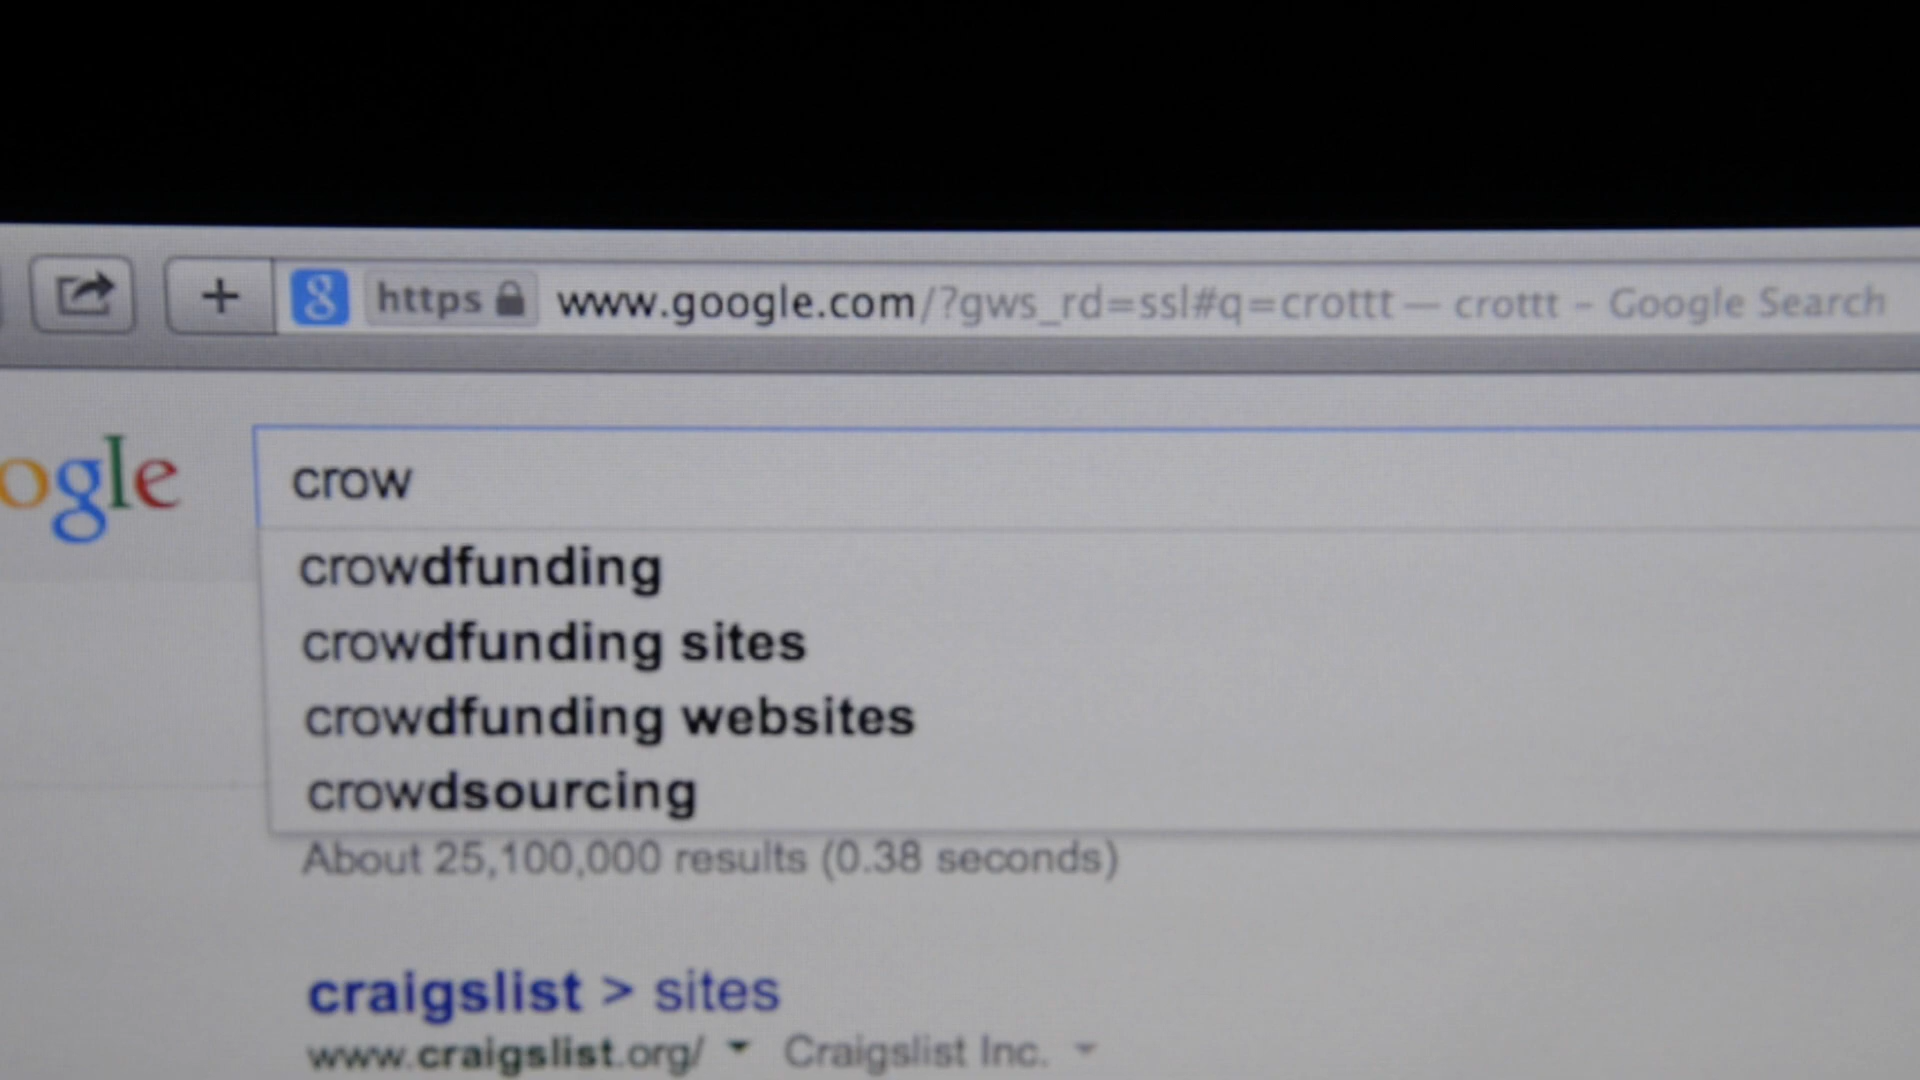 https www.google.com/?gws_rd=ssl#q=crottt — crottt – Google Search
ogle
crow
crowdfunding
crowdfunding sites
crowdfunding websites
crowdsourcing
About 25,100,000 results (0.38 seconds)
craigslist > sites
www.craigslist.org/ Craigslist Inc.